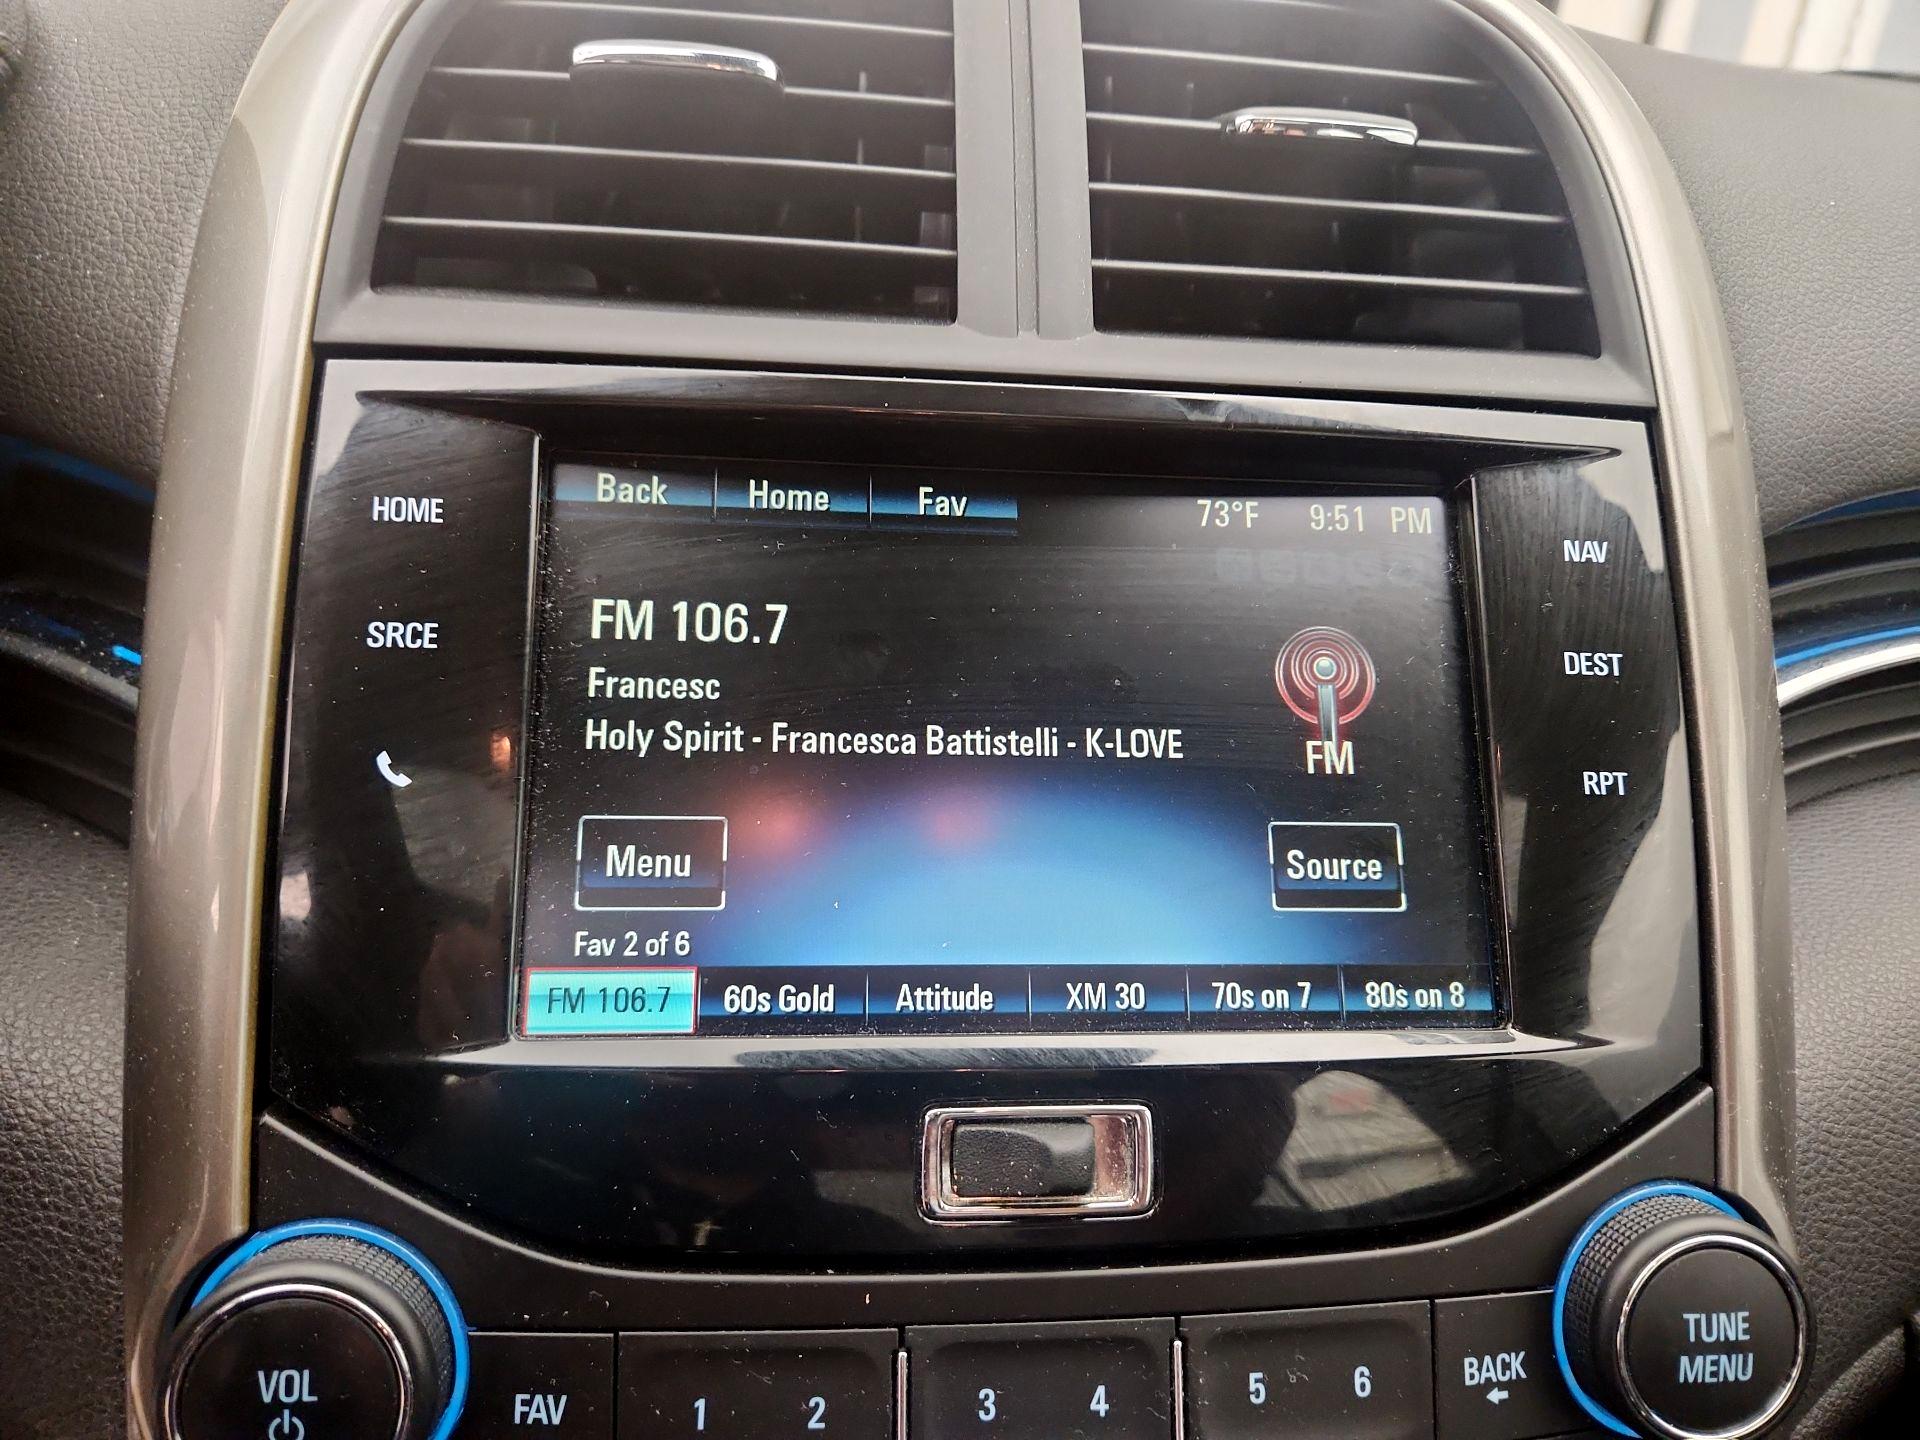 Back Home Fav 73°F 9:51 PM
HOME
NAV
FM 106.7
SRCE
DEST
Francesc
Holy Spirit - Francesca Battistelli - K-LOVE
FM
RPT
Menu Source
Fav 2 of 6
FM 106.7 60s Gold Attitude XM 30 70s on 7 80s on 8
VOL
FAV 1 2 3 4 5 6 BACK
TUNE
MENU